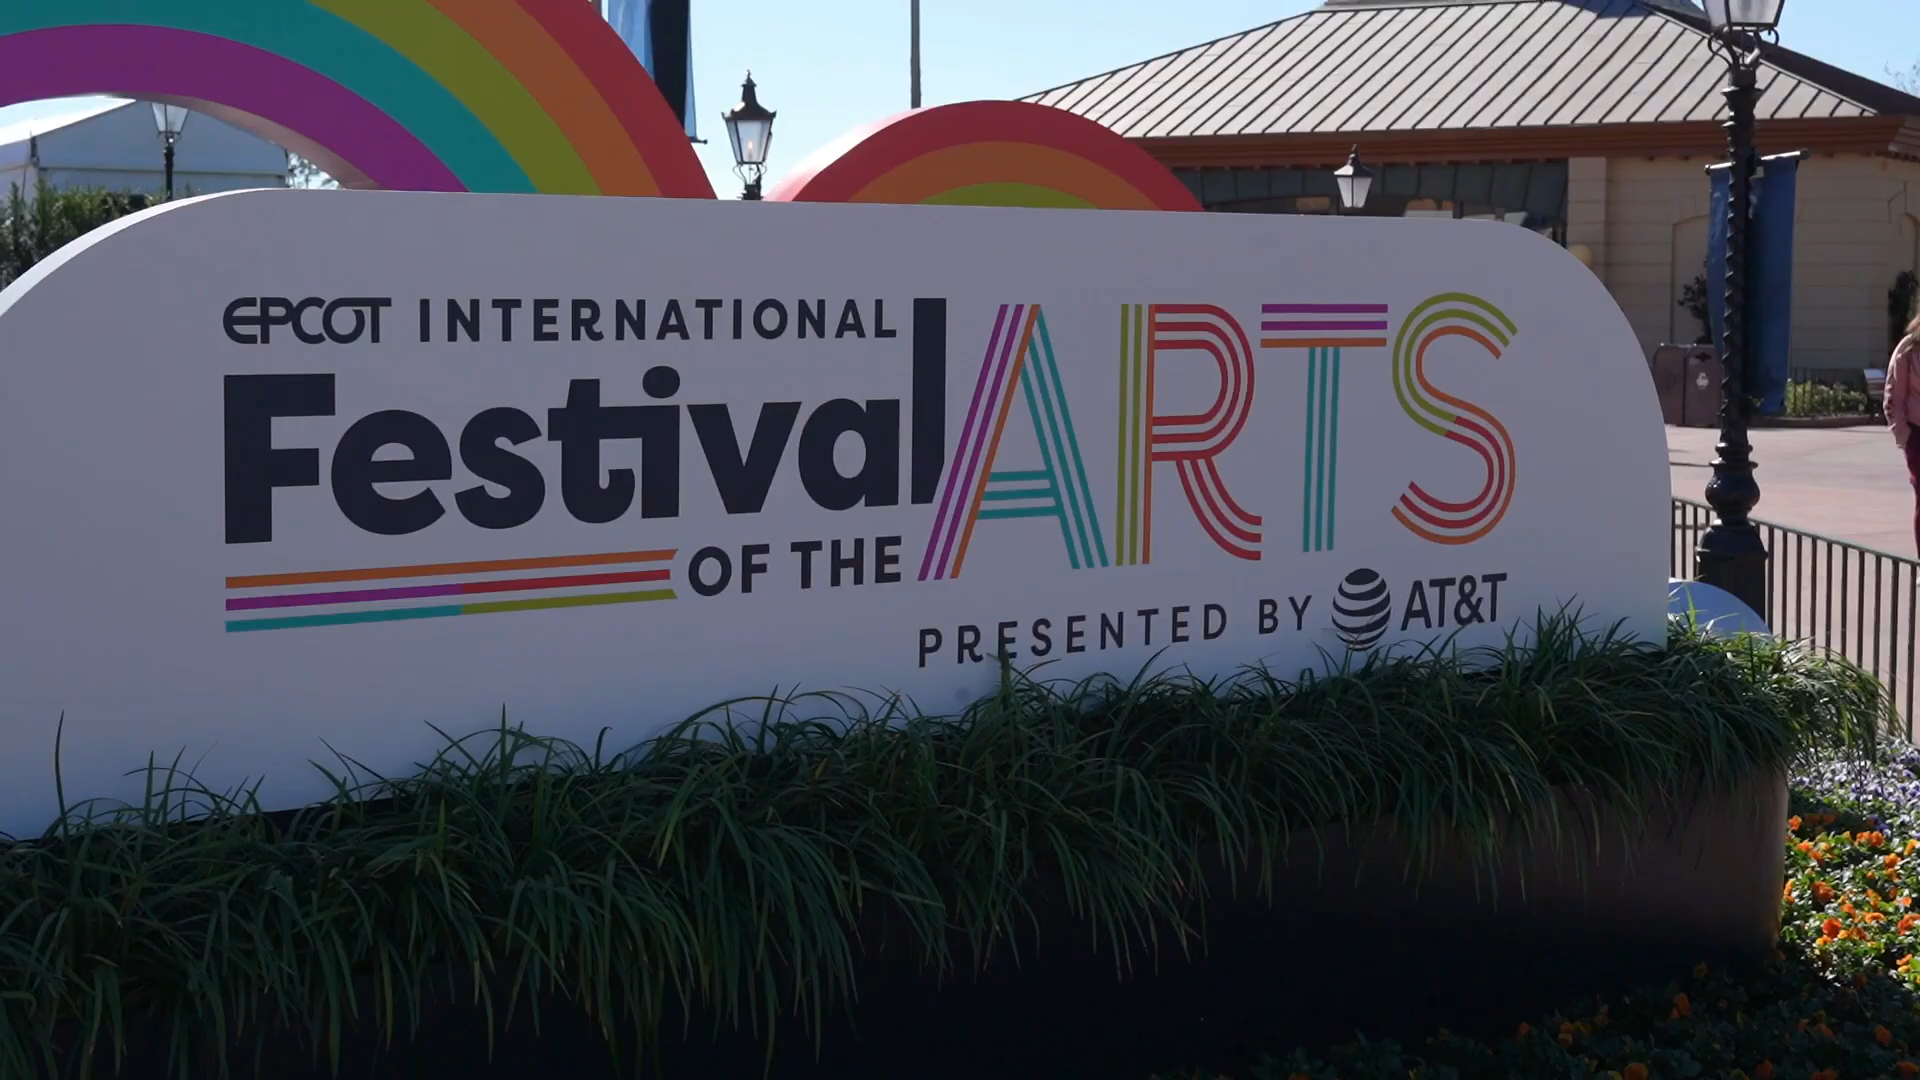 EPCOT INTERNATIONAL
Festival
OF THE ARTS
PRESENTED BY AT&T